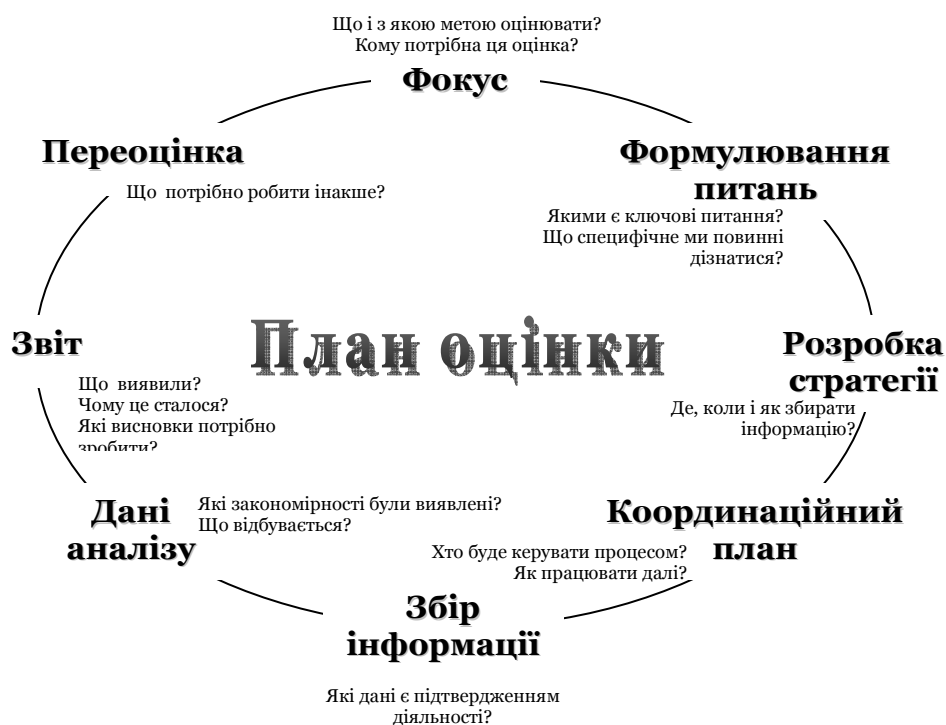 Що і з якою метою оцінювати?
Кому потрібна ця оцінка?
Фокус
Формулювання
питань
Якими є ключові питання?
Що специфічне ми повинні
дізнатися?
Розробка
стратегії
Де, коли і як збирати
інформацію?
Координаційний
план
Хто буде керувати процесом?
Як працювати далі?
Збір
інформації
Які дані є підтвердженням
діяльності?
Дані
аналізу
Які закономірності були виявлені?
Що відбувається?
Звіт
Що виявили?
Чому це сталося?
Які висновки потрібно
зробити?
Переоцінка
Що потрібно робити інакше?
План оцінки